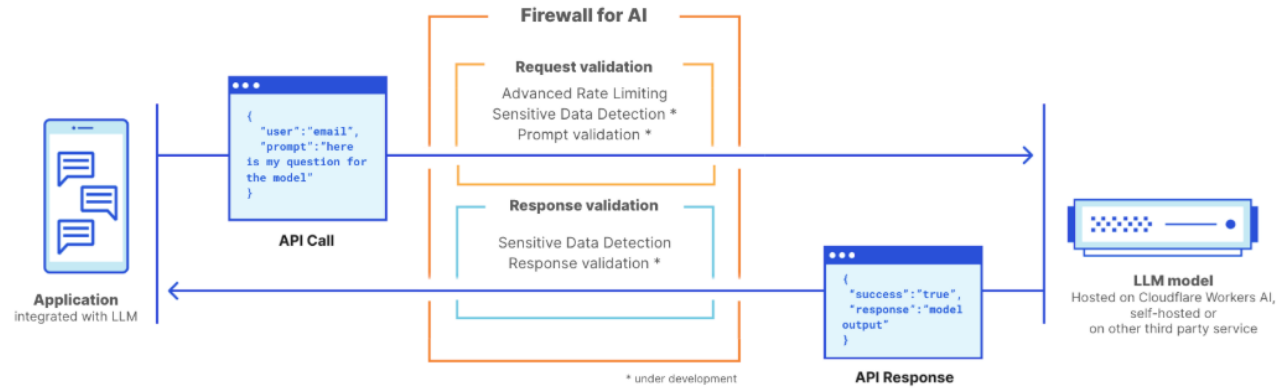 Firewall for AI
Request validation
Advanced Rate Limiting
Sensitive Data Detection *
Prompt validation *
{
"user":"email",
"prompt":"here
is my question for
the model"
}
API Call
Response validation
Sensitive Data Detection
Response validation *
Application
integrated with LLM
{
"success":"true",
"response":"model
output"
}
API Response
LLM model
Hosted on Cloudflare Workers AI,
self-hosted or
on other third party service
* under development